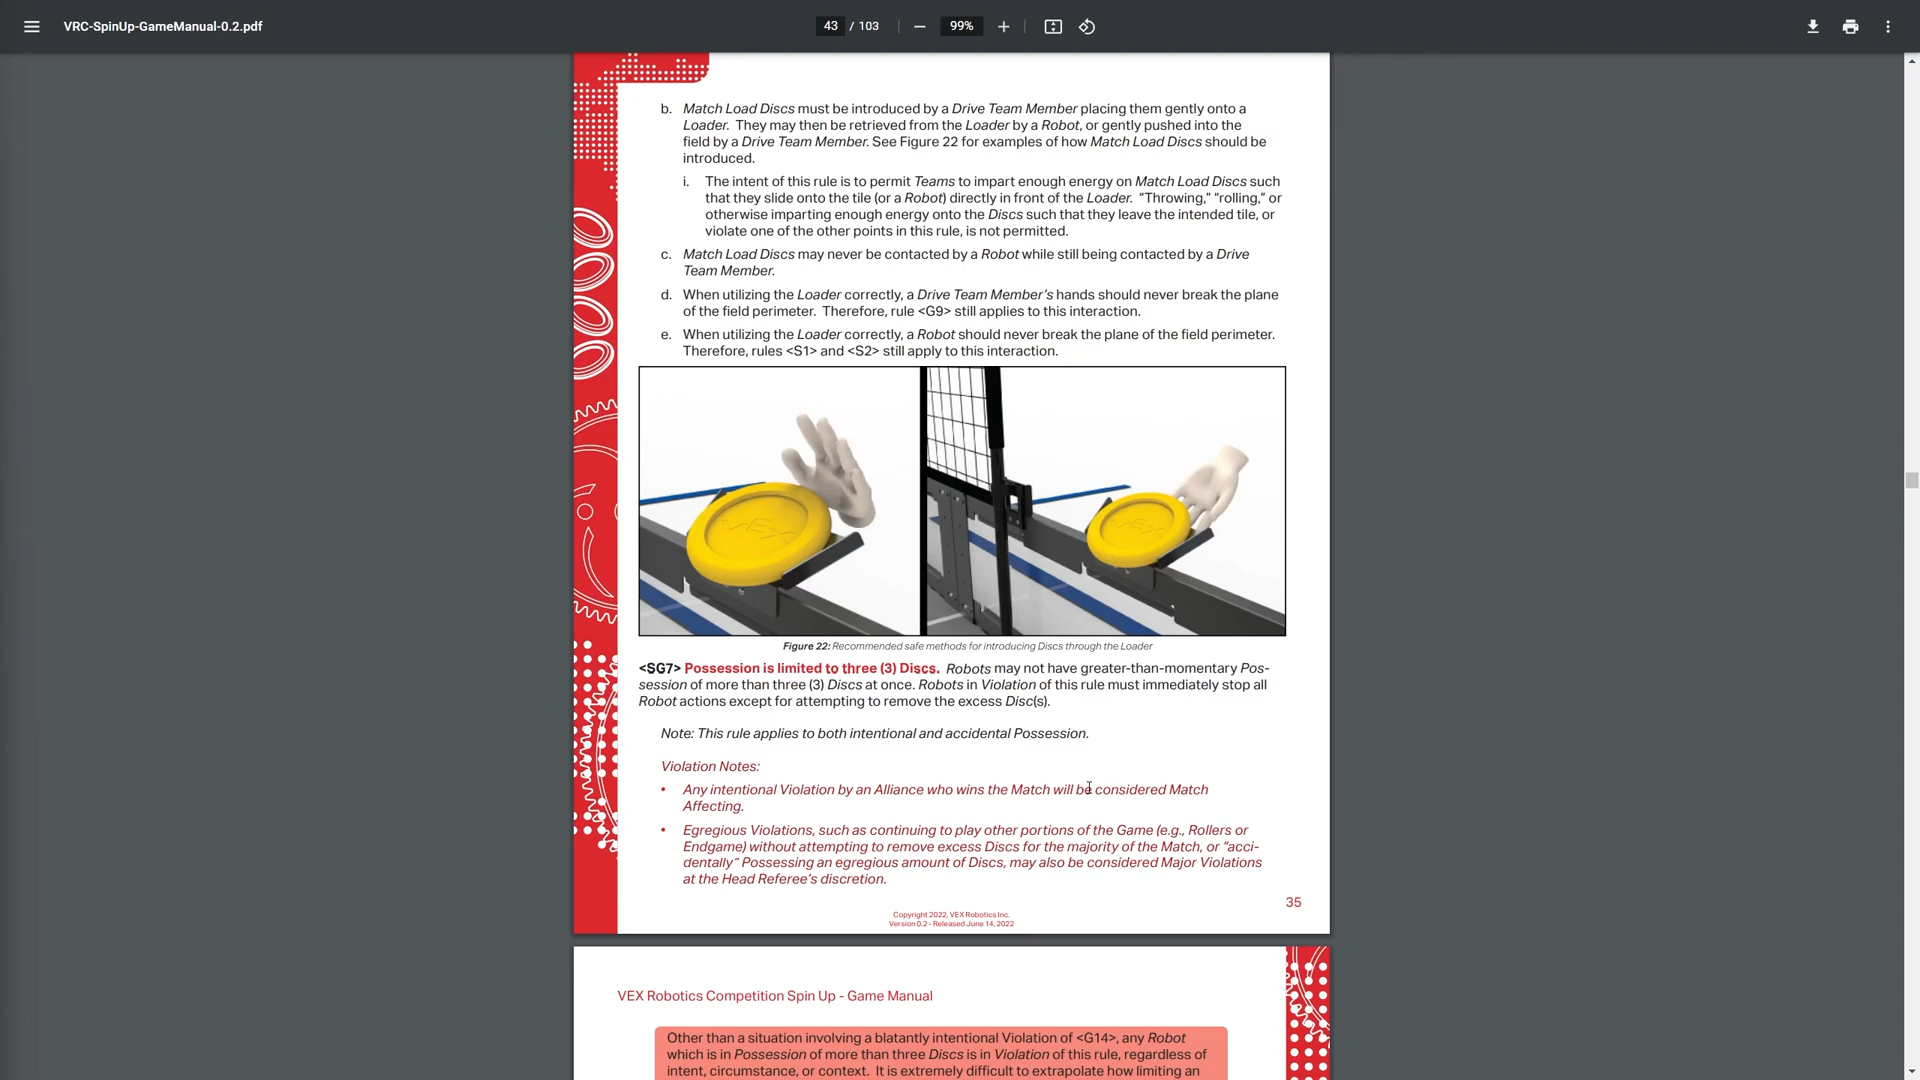 VRC-SpinUp-GameManual-0.2.pdf
43 / 103
99%
b. Match Load Discs must be introduced by a Drive Team Member placing them gently onto a
Loader. They may then be retrieved from the Loader by a Robot, or gently pushed into the
field by a Drive Team Member. See Figure 22 for examples of how Match Load Discs should be
introduced.
i. The intent of this rule is to permit Teams to impart enough energy on Match Load Discs such
that they slide onto the tile (or a Robot) directly in front of the Loader. “Throwing,” “rolling,” or
otherwise imparting enough energy onto the Discs such that they leave the intended tile, or
violate one of the other points in this rule, is not permitted.
c. Match Load Discs may never be contacted by a Robot while still being contacted by a Drive
Team Member.
d. When utilizing the Loader correctly, a Drive Team Member’s hands should never break the plane
of the field perimeter. Therefore, rule <G9> still applies to this interaction.
e. When utilizing the Loader correctly, a Robot should never break the plane of the field perimeter.
Therefore, rules <S1> and <S2> still apply to this interaction.
VEX
VEX
Figure 22: Recommended safe methods for introducing Discs through the Loader
<SG7> Possession is limited to three (3) Discs. Robots may not have greater-than-momentary Pos-
session of more than three (3) Discs at once. Robots in Violation of this rule must immediately stop all
Robot actions except for attempting to remove the excess Disc(s).
Note: This rule applies to both intentional and accidental Possession.
Violation Notes:
• Any intentional Violation by an Alliance who wins the Match will be considered Match
Affecting.
• Egregious Violations, such as continuing to play other portions of the Game (e.g., Rollers or
Endgame) without attempting to remove excess Discs for the majority of the Match, or “acci-
dentally” Possessing an egregious amount of Discs, may also be considered Major Violations
at the Head Referee’s discretion.
35
Copyright 2022, VEX Robotics Inc.
Version 0.2 - Released June 14, 2022
VEX Robotics Competition Spin Up - Game Manual
Other than a situation involving a blatantly intentional Violation of <G14>, any Robot
which is in Possession of more than three Discs is in Violation of this rule, regardless of
intent, circumstance, or context. It is extremely difficult to extrapolate how limiting an